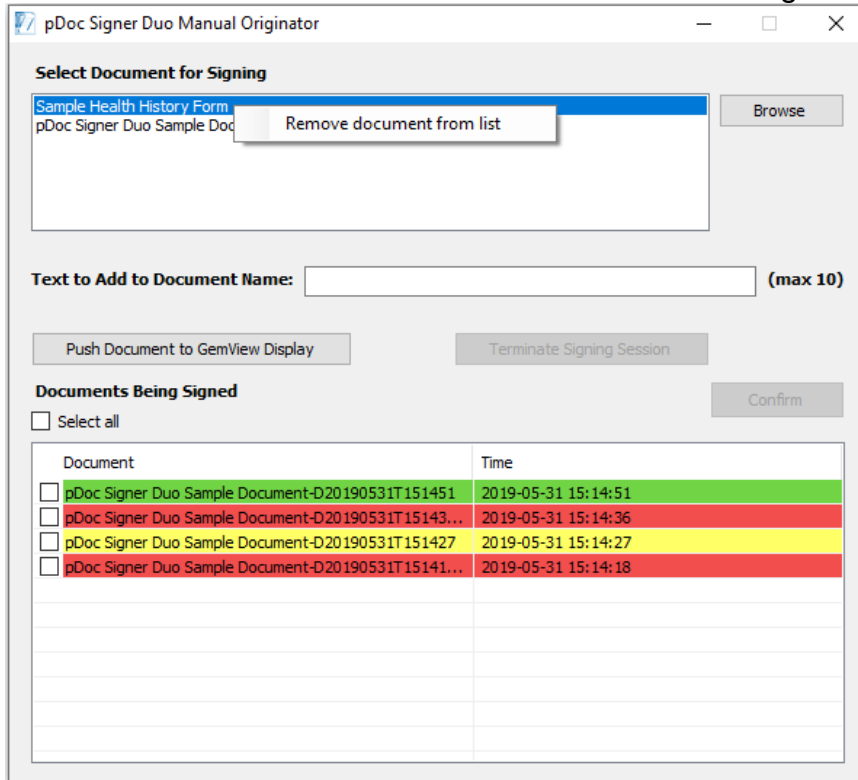 pDoc Signer Duo Manual Originator
Select Document for Signing
Sample Health History Form
Browse
pDoc Signer Duo Sample Doc
Remove document from list
Text to Add to Document Name:
(max 10)
Push Document to GemView Display
Terminate Signing Session
Documents Being Signed
Confirm
Select all
Document Time
pDoc Signer Duo Sample Document-D20190531T151451 2019-05-31 15:14:51
pDoc Signer Duo Sample Document-D20190531T15143... 2019-05-31 15:14:36
pDoc Signer Duo Sample Document-D20190531T151427 2019-05-31 15:14:27
pDoc Signer Duo Sample Document-D20190531T15141... 2019-05-31 15:14:18